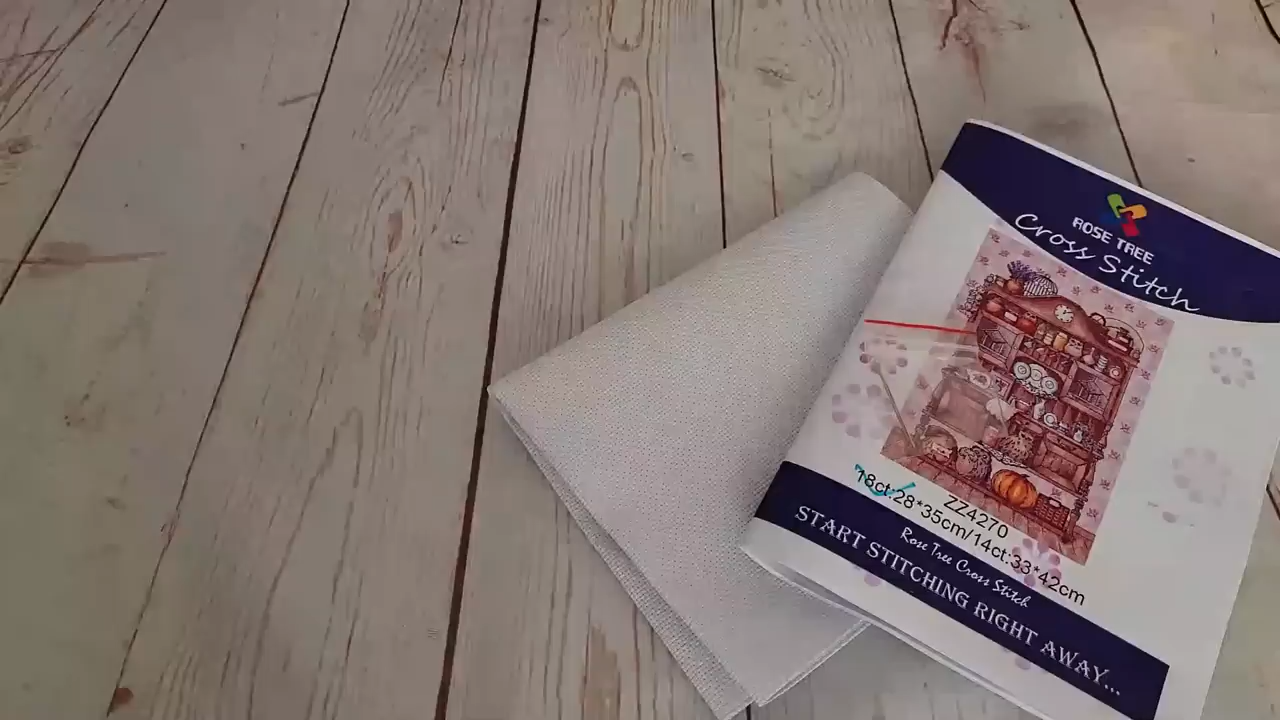 ROSE TREE
Cross Stitch
ZZ4270
18ct:28*35cm/14ct:33*42cm
Rose Tree Cross Stitch
START STITCHING RIGHT AWAY...